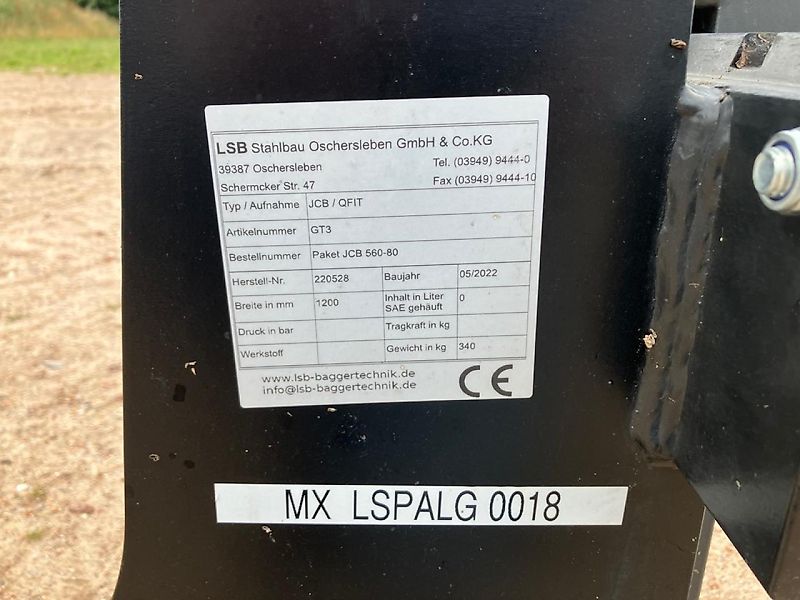 LSB Stahlbau Oschersleben GmbH & Co.KG
39387 Oschersleben Tel. (03949) 9444-0
Schermcker Str. 47 Fax (03949) 9444-10
Typ / Aufnahme JCB / QFIT
Artikelnummer GT3
Bestellnummer Paket JCB 560-80
Herstell-Nr. 220528 Baujahr 05/2022
Breite in mm 1200 Inhalt in Liter SAE gehäuft 0
Druck in bar Tragkraft in kg
Werkstoff Gewicht in kg 340
www.lsb-baggertechnik.de
info@lsb-baggertechnik.de
CE
MX LSPALG 0018